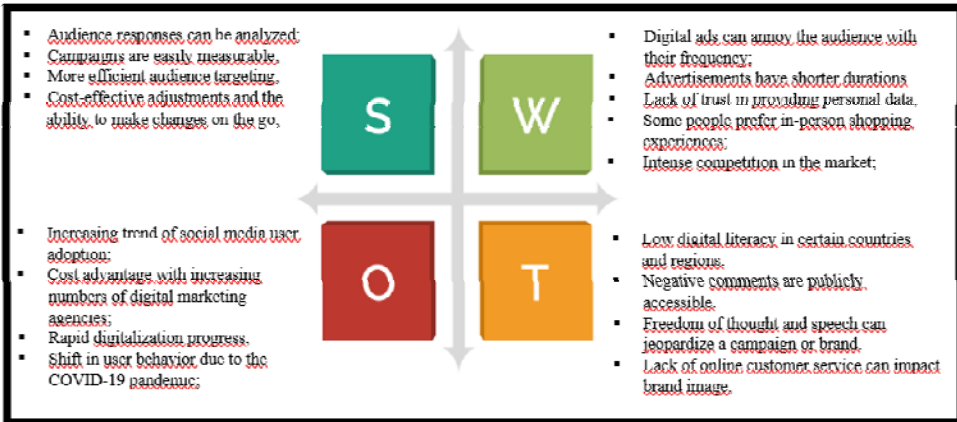 ▪ Audience responses can be analyzed;
▪ Campaigns are easily measurable,
▪ More efficient audience targeting,
▪ Cost-effective adjustments and the
ability to make changes on the go,
S
W
▪ Digital ads can annoy the audience with
their frequency;
▪ Advertisements have shorter durations
▪ Lack of trust in providing personal data,
▪ Some people prefer in-person shopping
experiences;
▪ Intense competition in the market;
▪ Increasing trend of social media user
adoption;
▪ Cost advantage with increasing
numbers of digital marketing
agencies;
▪ Rapid digitalization progress,
▪ Shift in user behavior due to the
COVID-19 pandemic;
O
T
▪ Low digital literacy in certain countries
and regions.
▪ Negative comments are publicly
accessible.
▪ Freedom of thought and speech can
jeopardize a campaign or brand.
▪ Lack of online customer service can impact
brand image.